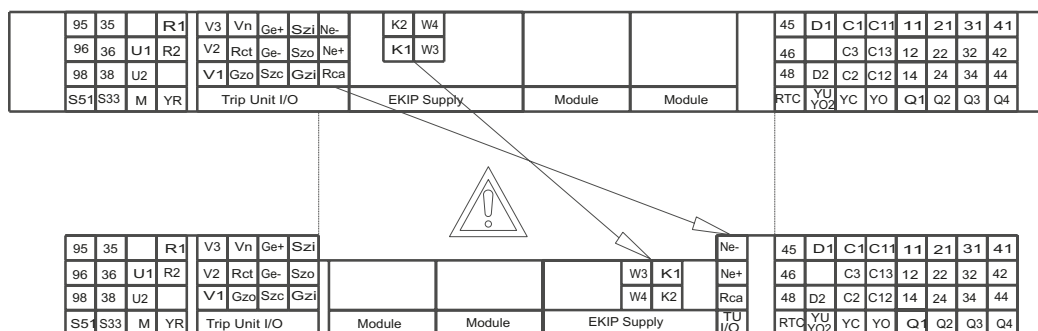 95 35 R1 V3 Vn Ge+ Szi Ne- K2 W4 45 D1 C1 C11 11 21 31 41
96 36 U1 R2 V2 Rct Ge- Szo Ne+ K1 W3 46 C3 C13 12 22 32 42
98 38 U2 V1 Gzo Szc Gzi Rca 48 D2 C2 C12 14 24 34 44
S51 S33 M YR Trip Unit I/O EKIP Supply Module Module RTC YU YO2 YC YO Q1 Q2 Q3 Q4
95 35 R1 V3 Vn Ge+ Szi Ne- 45 D1 C1 C11 11 21 31 41
96 36 U1 R2 V2 Rct Ge- Szo W3 K1 Ne+ 46 C3 C13 12 22 32 42
98 38 U2 V1 Gzo Szc Gzi W4 K2 Rca 48 D2 C2 C12 14 24 34 44
S51 S33 M YR Trip Unit I/O Module Module EKIP Supply TU I/O RTC YU YO2 YC YO Q1 Q2 Q3 Q4